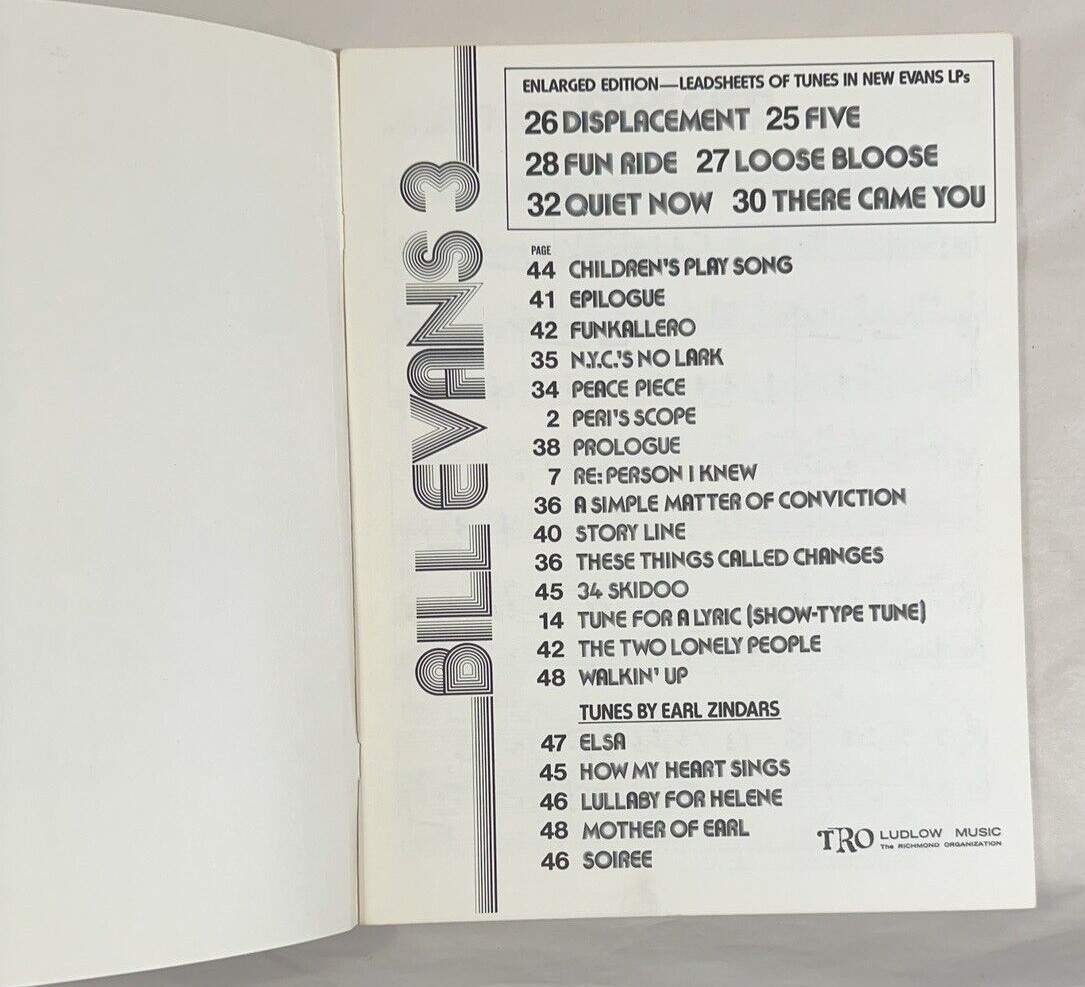 BILL EVANS 3
ENLARGED EDITION—LEADSHEETS OF TUNES IN NEW EVANS LPs
26 DISPLACEMENT 25 FIVE
28 FUN RIDE 27 LOOSE BLOOSE
32 QUIET NOW 30 THERE CAME YOU
PAGE
44 CHILDREN'S PLAY SONG
41 EPILOGUE
42 FUNKALLERO
35 N.Y.C.'S NO LARK
34 PEACE PIECE
2 PERI'S SCOPE
38 PROLOGUE
7 RE: PERSON I KNEW
36 A SIMPLE MATTER OF CONVICTION
40 STORY LINE
36 THESE THINGS CALLED CHANGES
45 34 SKIDOO
14 TUNE FOR A LYRIC (SHOW-TYPE TUNE)
42 THE TWO LONELY PEOPLE
48 WALKIN' UP
TUNES BY EARL ZINDARS
47 ELSA
45 HOW MY HEART SINGS
46 LULLABY FOR HELENE
48 MOTHER OF EARL
46 SOIREE
TRO LUDLOW MUSIC
The RICHMOND ORGANIZATION